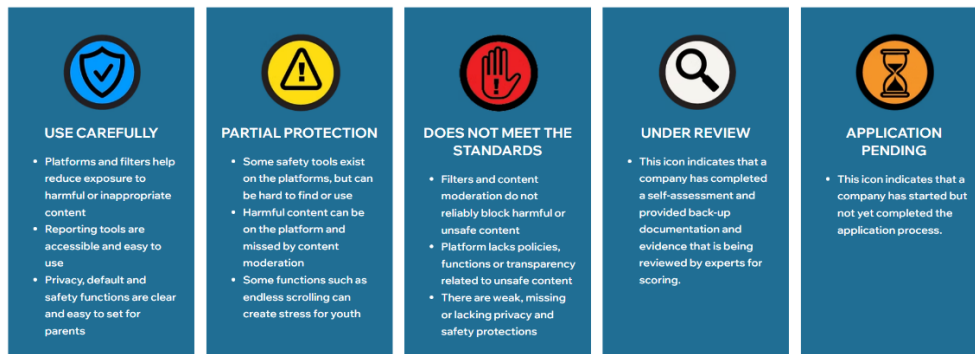 USE CAREFULLY
• Platforms and filters help
reduce exposure to
harmful or inappropriate
content
• Reporting tools are
accessible and easy to
use
• Privacy, default and
safety functions are clear
and easy to set for
parents
PARTIAL PROTECTION
• Some safety tools exist
on the platforms, but can
be hard to find or use
• Harmful content can be
on the platform and
missed by content
moderation
• Some functions such as
endless scrolling can
create stress for youth
DOES NOT MEET THE
STANDARDS
• Filters and content
moderation do not
reliably block harmful or
unsafe content
• Platform lacks policies,
functions or transparency
related to unsafe content
• There are weak, missing
or lacking privacy and
safety protections
UNDER REVIEW
• This icon indicates that a
company has completed
a self-assessment and
provided back-up
documentation and
evidence that is being
reviewed by experts for
scoring.
APPLICATION
PENDING
• This icon indicates that a
company has started but
not yet completed the
application process.